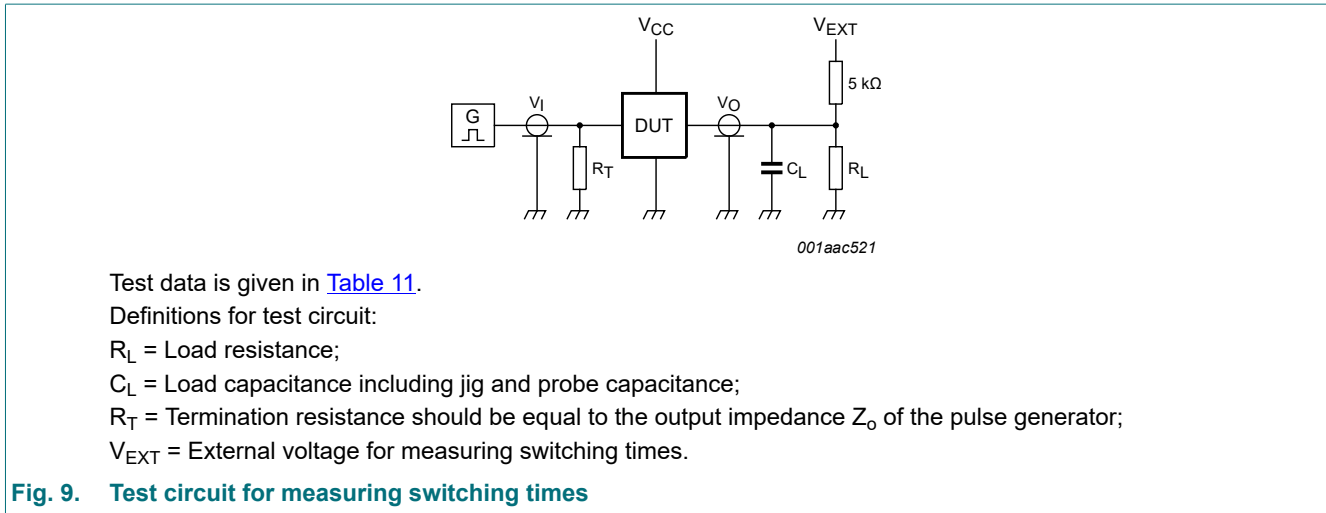 VCC
VEXT
5 kΩ
G
VI
DUT
VO
RT
CL
RL
001aac521
Test data is given in Table 11.
Definitions for test circuit:
RL = Load resistance;
CL = Load capacitance including jig and probe capacitance;
RT = Termination resistance should be equal to the output impedance Zo of the pulse generator;
VEXT = External voltage for measuring switching times.
Fig. 9. Test circuit for measuring switching times